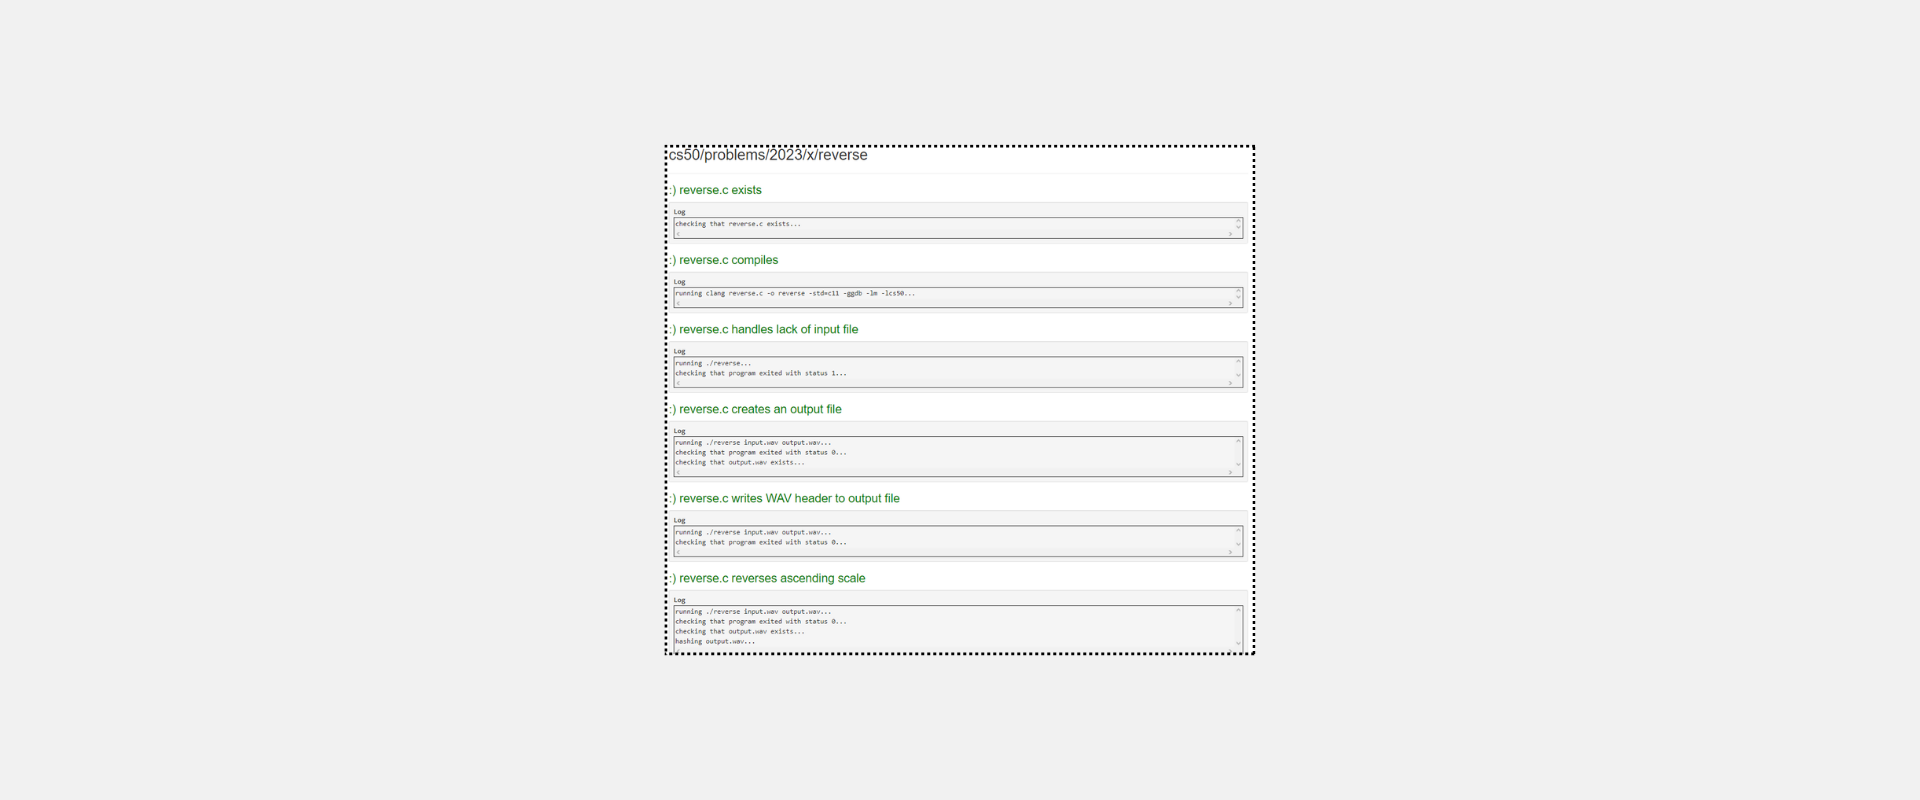 cs50/problems/2023/x/reverse
:) reverse.c exists
Log
checking that reverse.c exists...
:) reverse.c compiles
Log
running clang reverse.c -o reverse -std=c11 -ggdb -lm -lcs50...
:) reverse.c handles lack of input file
Log
running ./reverse...
checking that program exited with status 1...
:) reverse.c creates an output file
Log
running ./reverse input.wav output.wav...
checking that program exited with status 0...
checking that output.wav exists...
:) reverse.c writes WAV header to output file
Log
running ./reverse input.wav output.wav...
checking that program exited with status 0...
:) reverse.c reverses ascending scale
Log
running ./reverse input.wav output.wav...
checking that program exited with status 0...
checking that output.wav exists...
hashing output.wav...